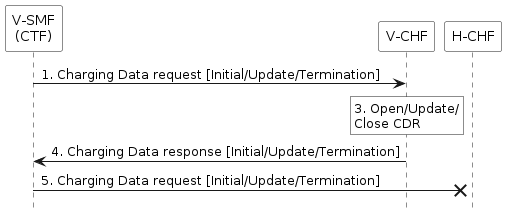 V-SMF
(CTF)
V-CHF
H-CHF
1. Charging Data request [Initial/Update/Termination]
3. Open/Update/
Close CDR
4. Charging Data response [Initial/Update/Termination]
5. Charging Data request [Initial/Update/Termination]